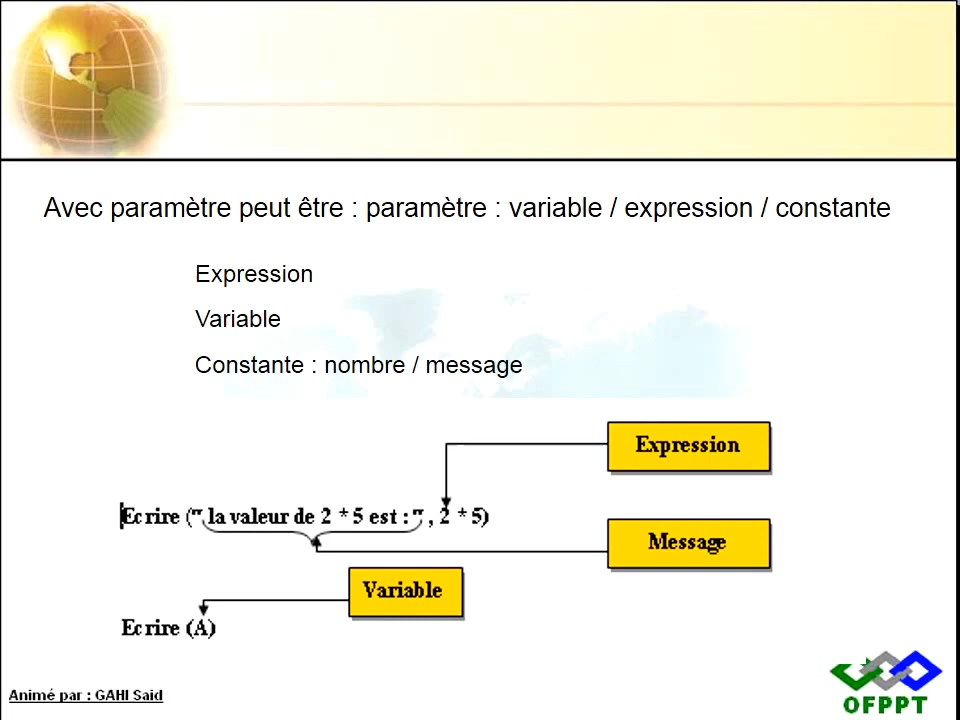 Avec paramètre peut être : paramètre : variable / expression / constante
Expression
Variable
Constante : nombre / message
Expression
Ecrire (" la valeur de 2 * 5 est : " , 2 * 5)
Message
Variable
Ecrire (A)
Animé par : GAHI Said
OFPPT